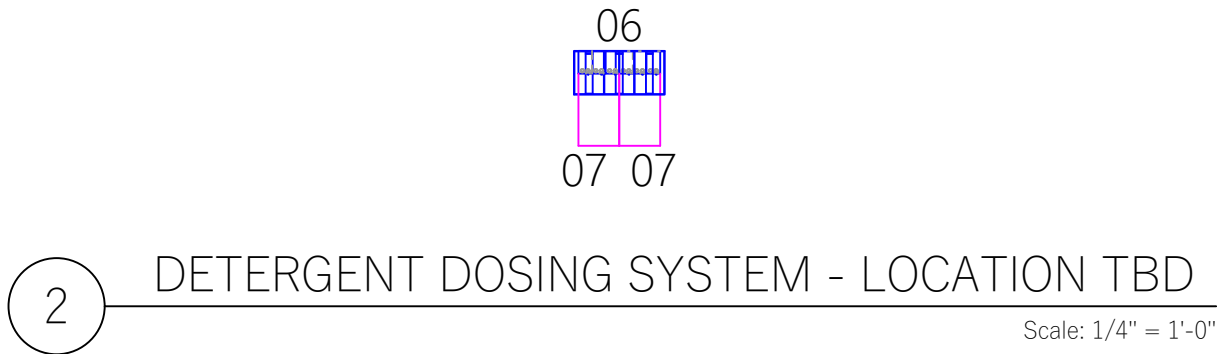 06
07 07
2
DETERGENT DOSING SYSTEM - LOCATION TBD
Scale: 1/4" = 1'-0"